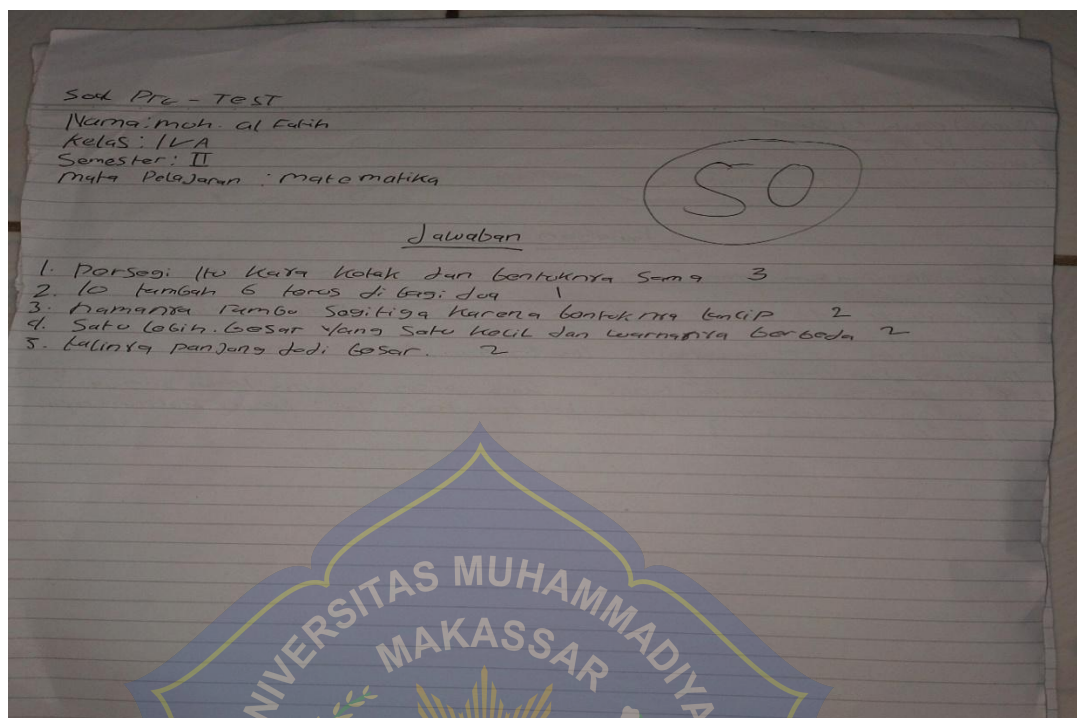 Soal Pre - TEST
Nama: moh. al Fatih
Kelas: IV A
Semester: II
mata Pelajaran : matematika
50
Jawaban
1. Persegi itu kaya kotak dan bentuknya sama 3
2. 10 tambah 6 terus di bagi dua 1
3. namanya rambu segitiga karena bentuknya lancip 2
4. Satu lebih besar yang satu kecil dan warnanya berbeda 2
5. talinya panjang dadi besar. 2
UNIVERSITAS MUHAMMADIYA
MAKASSAR